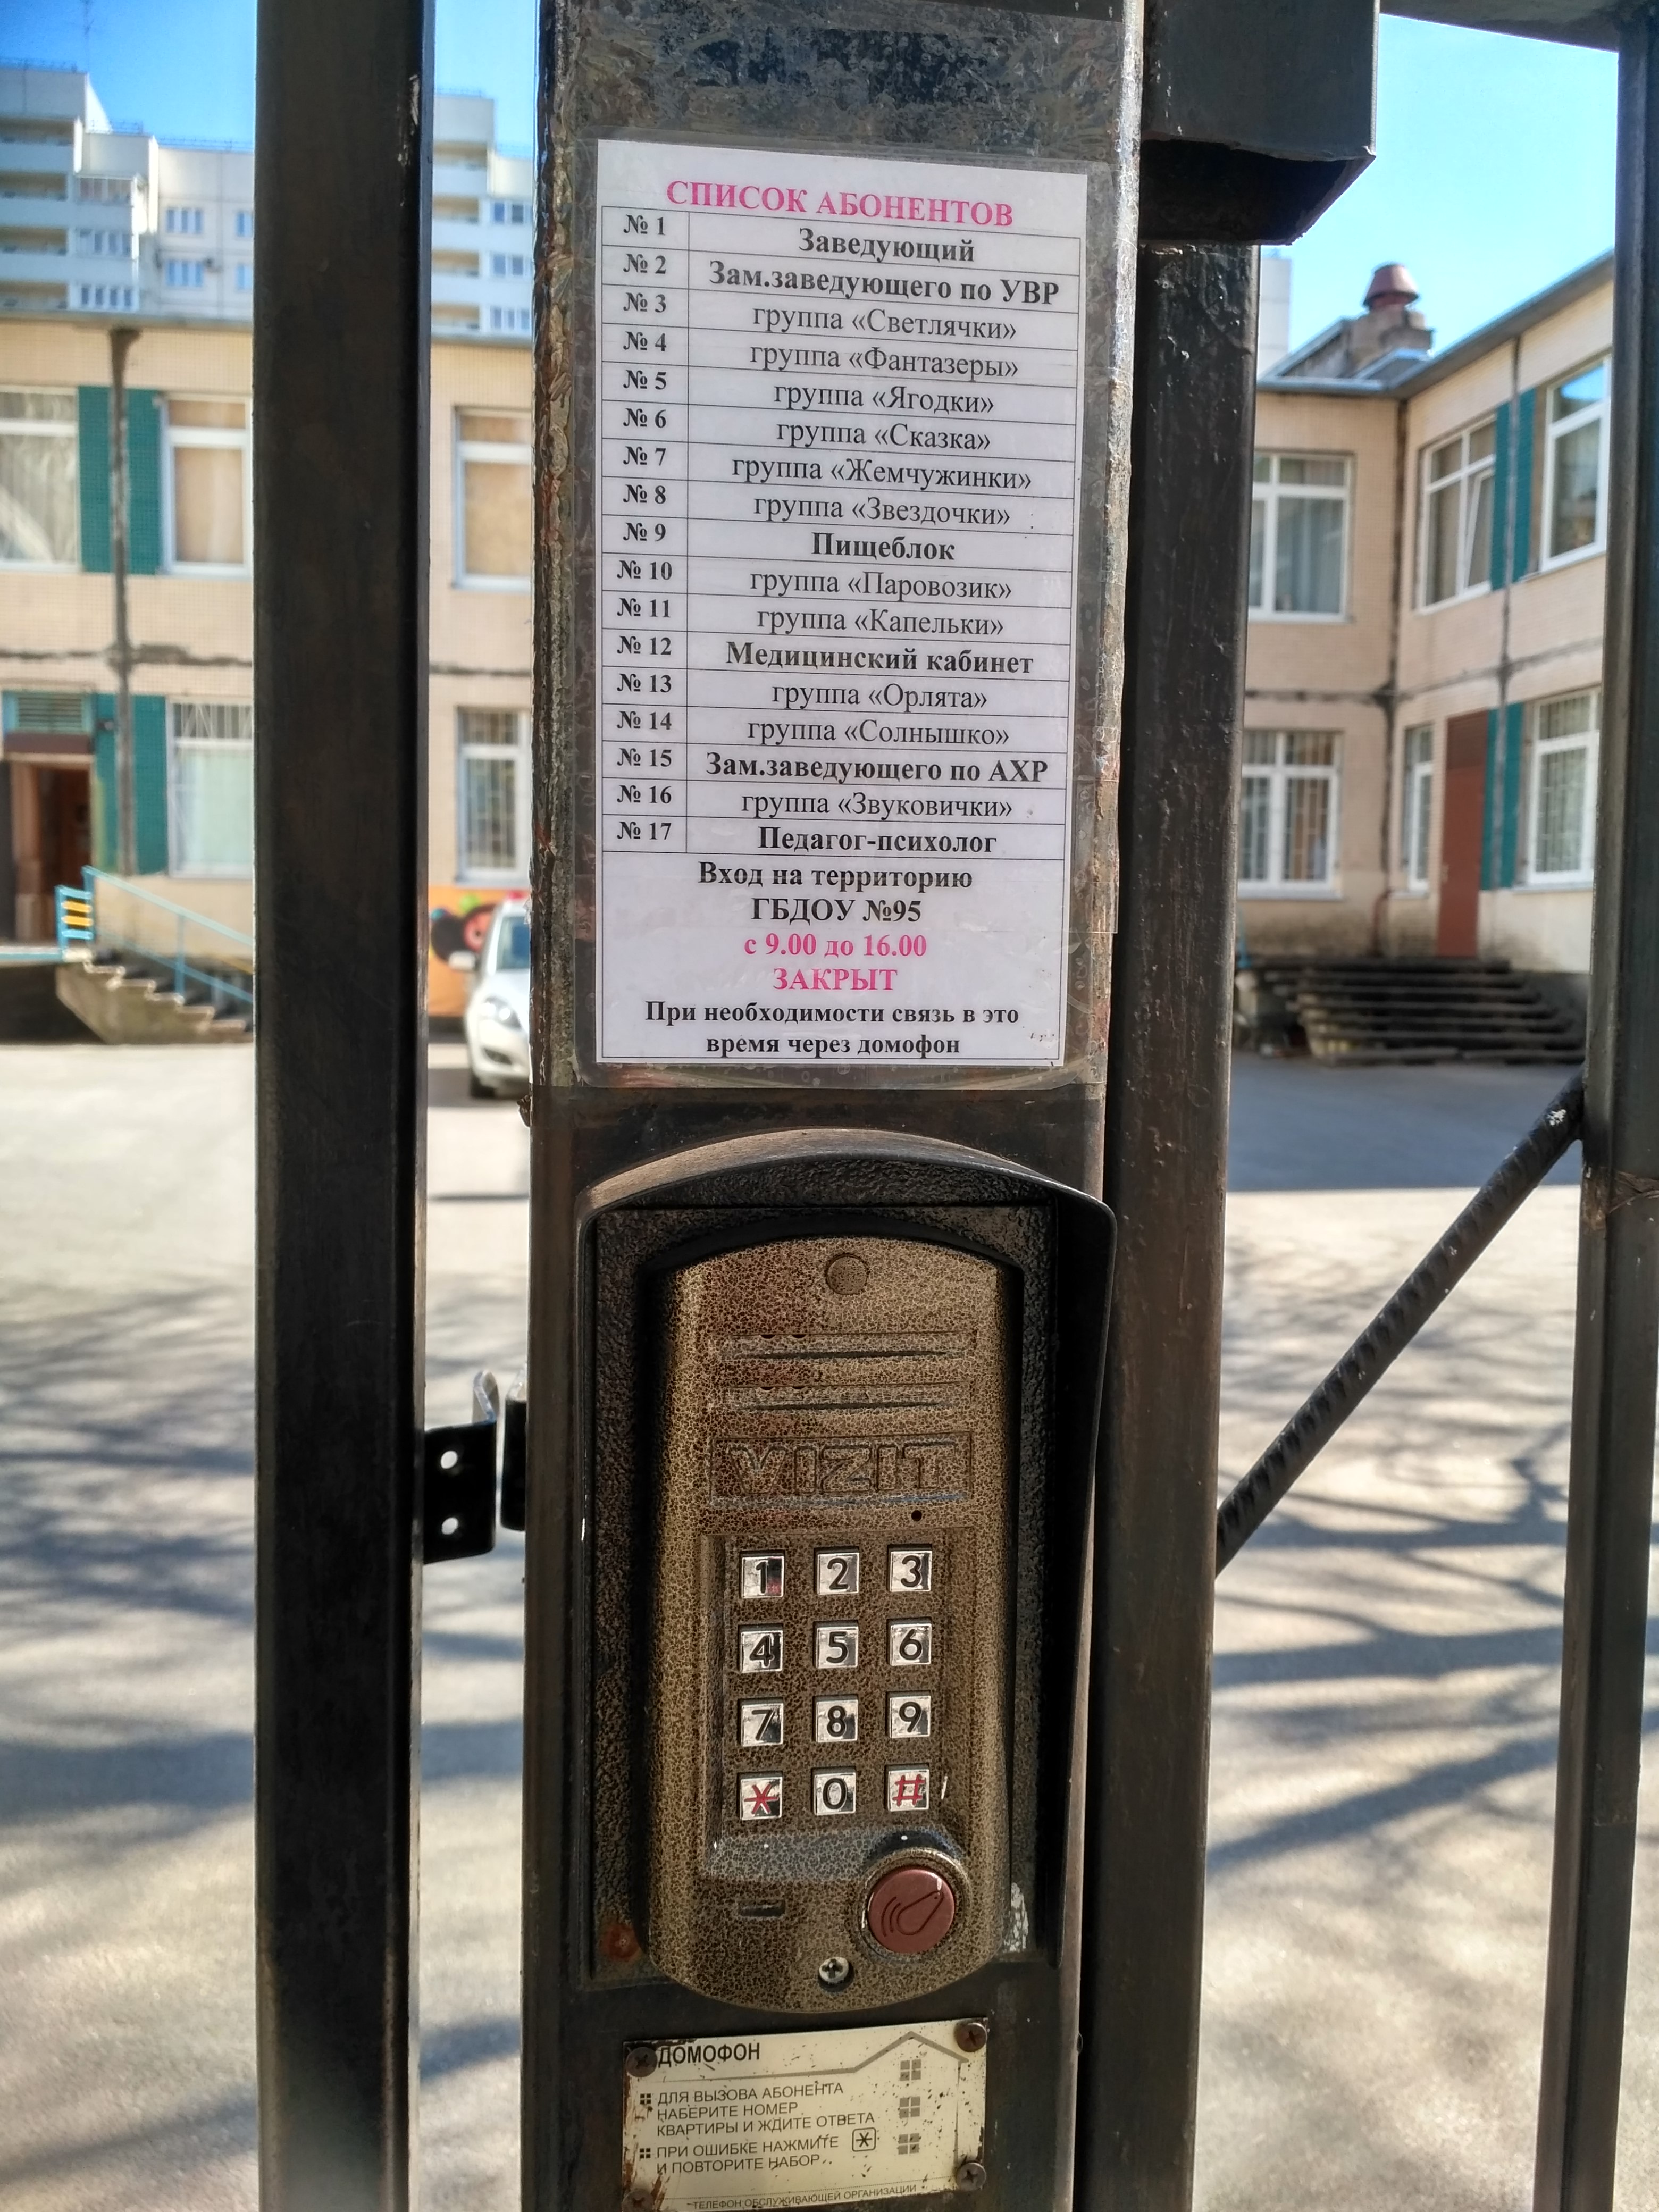 СПИСОК АБОНЕНТОВ
№ 1 Заведующий
№ 2 Зам.заведующего по УВР
№ 3 группа «Светлячки»
№ 4 группа «Фантазеры»
№ 5 группа «Ягодки»
№ 6 группа «Сказка»
№ 7 группа «Жемчужинки»
№ 8 группа «Звездочки»
№ 9 Пищеблок
№ 10 группа «Паровозик»
№ 11 группа «Капельки»
№ 12 Медицинский кабинет
№ 13 группа «Орлята»
№ 14 группа «Солнышко»
№ 15 Зам.заведующего по АХР
№ 16 группа «Звуковички»
№ 17 Педагог-психолог
Вход на территорию
ГБДОУ №95
с 9.00 до 16.00
ЗАКРЫТ
При необходимости связь в это
время через домофон
VIZIT
1 2 3
4 5 6
7 8 9
* 0 #
ДОМОФОН
ДЛЯ ВЫЗОВА АБОНЕНТА
НАБЕРИТЕ НОМЕР
КВАРТИРЫ И ЖДИТЕ ОТВЕТА
ПРИ ОШИБКЕ НАЖМИТЕ *
И ПОВТОРИТЕ НАБОР
ТЕЛЕФОН ОБСЛУЖИВАЮЩЕЙ ОРГАНИЗАЦИИ